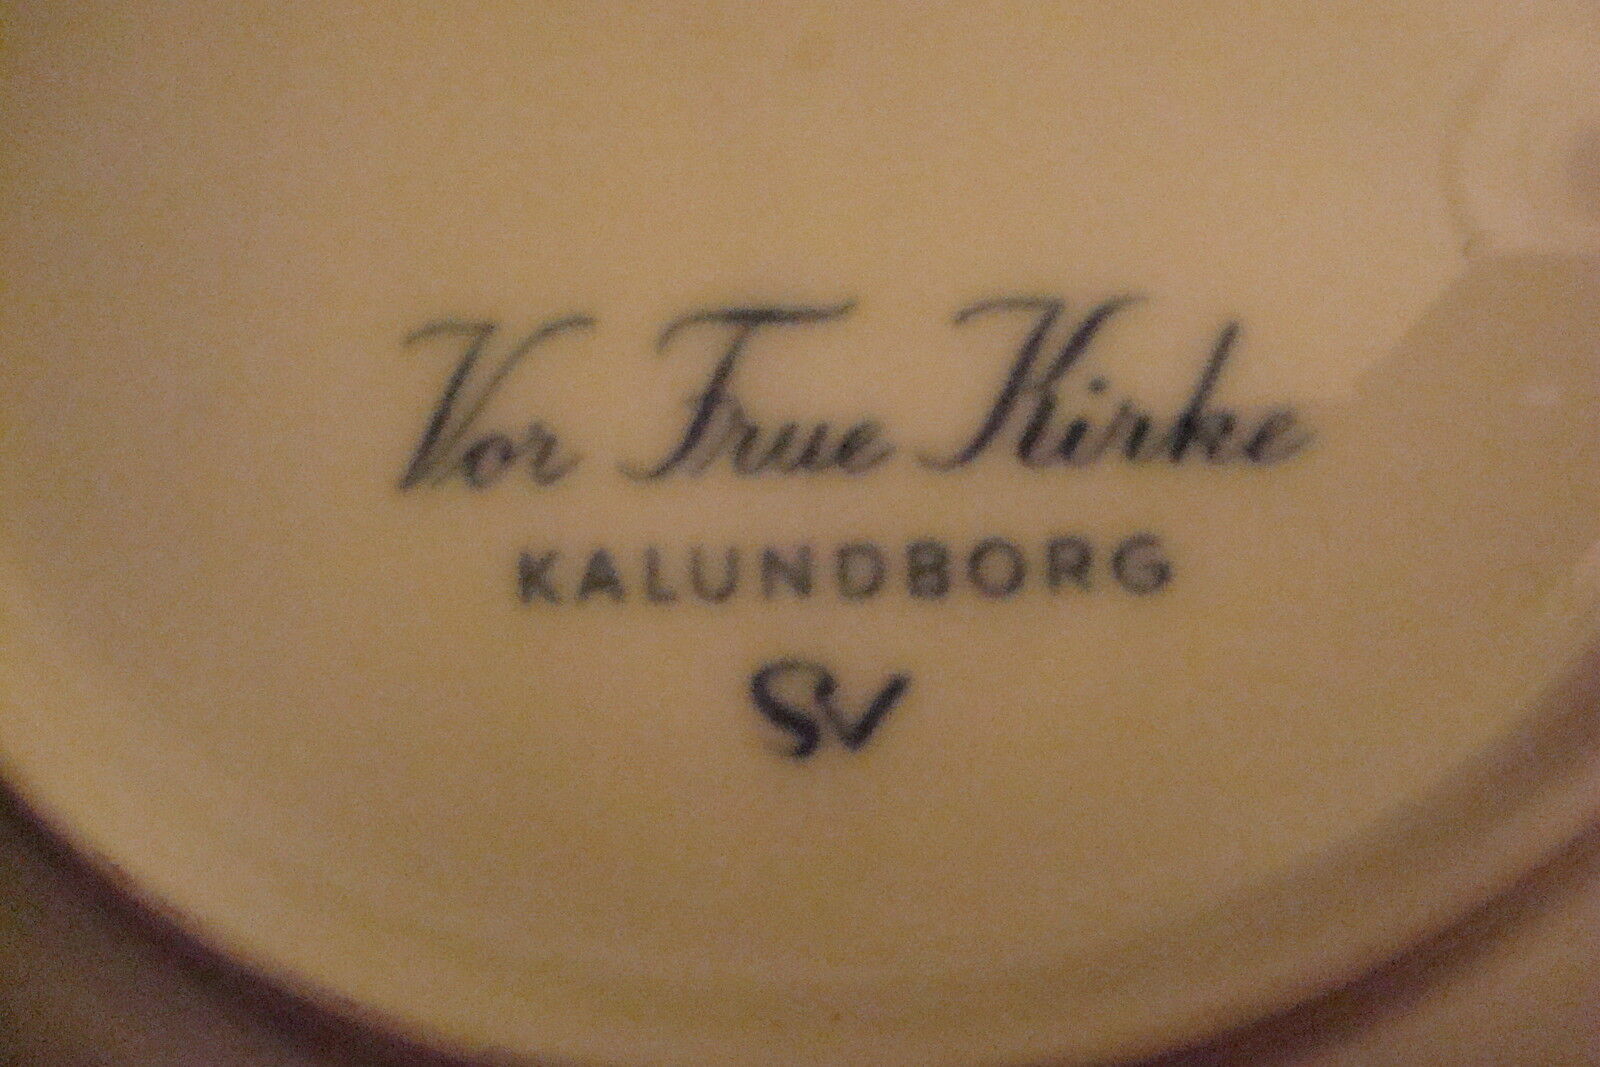 Vor Frue Kirke
KALUNDBORG
SV